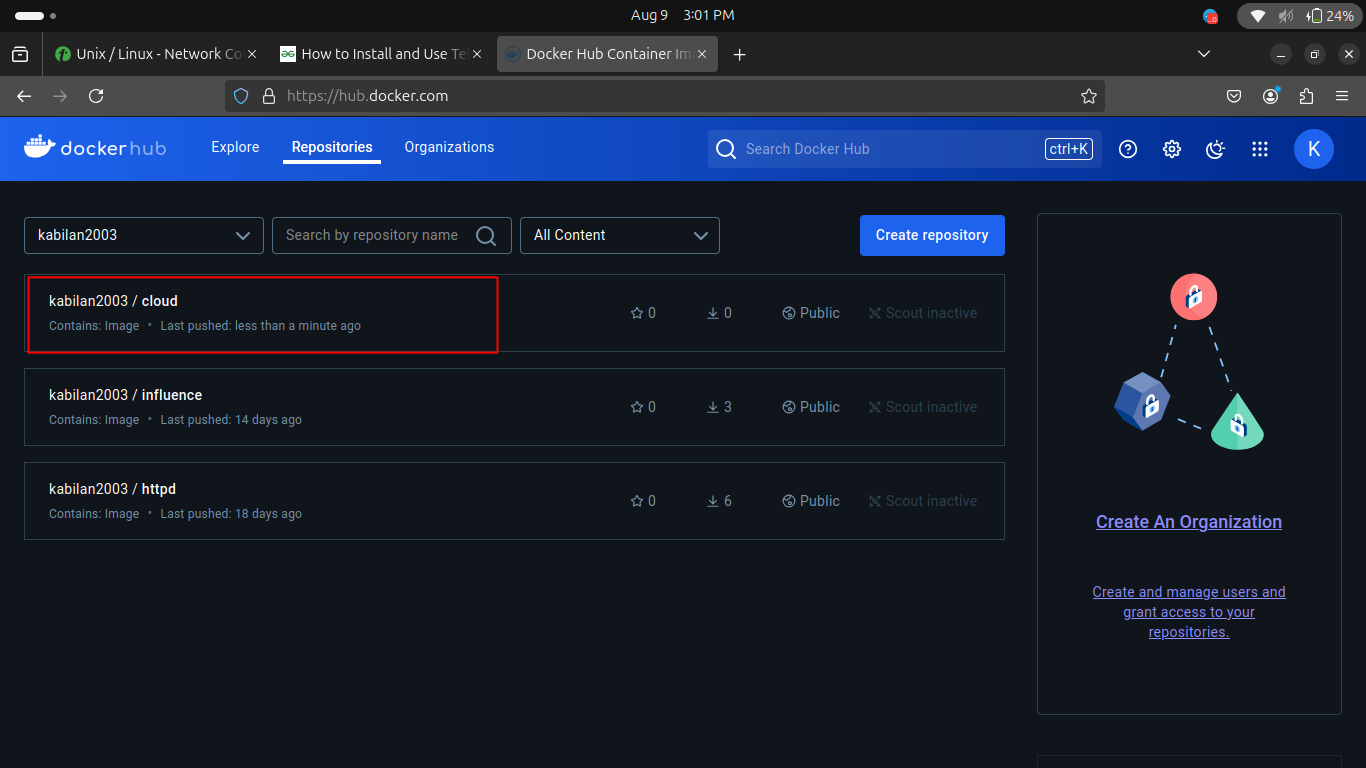 Aug 9 3:01 PM
24%
Unix / Linux - Network Co
How to Install and Use Te
Docker Hub Container Im
https://hub.docker.com
dockerhub
Explore
Repositories
Organizations
Search Docker Hub
ctrl+K
K
kabilan2003
Search by repository name
All Content
Create repository
kabilan2003 / cloud
Contains: Image • Last pushed: less than a minute ago
0
0
Public
Scout inactive
kabilan2003 / influence
Contains: Image • Last pushed: 14 days ago
0
3
Public
Scout inactive
kabilan2003 / httpd
Contains: Image • Last pushed: 18 days ago
0
6
Public
Scout inactive
Create An Organization
Create and manage users and
grant access to your
repositories.